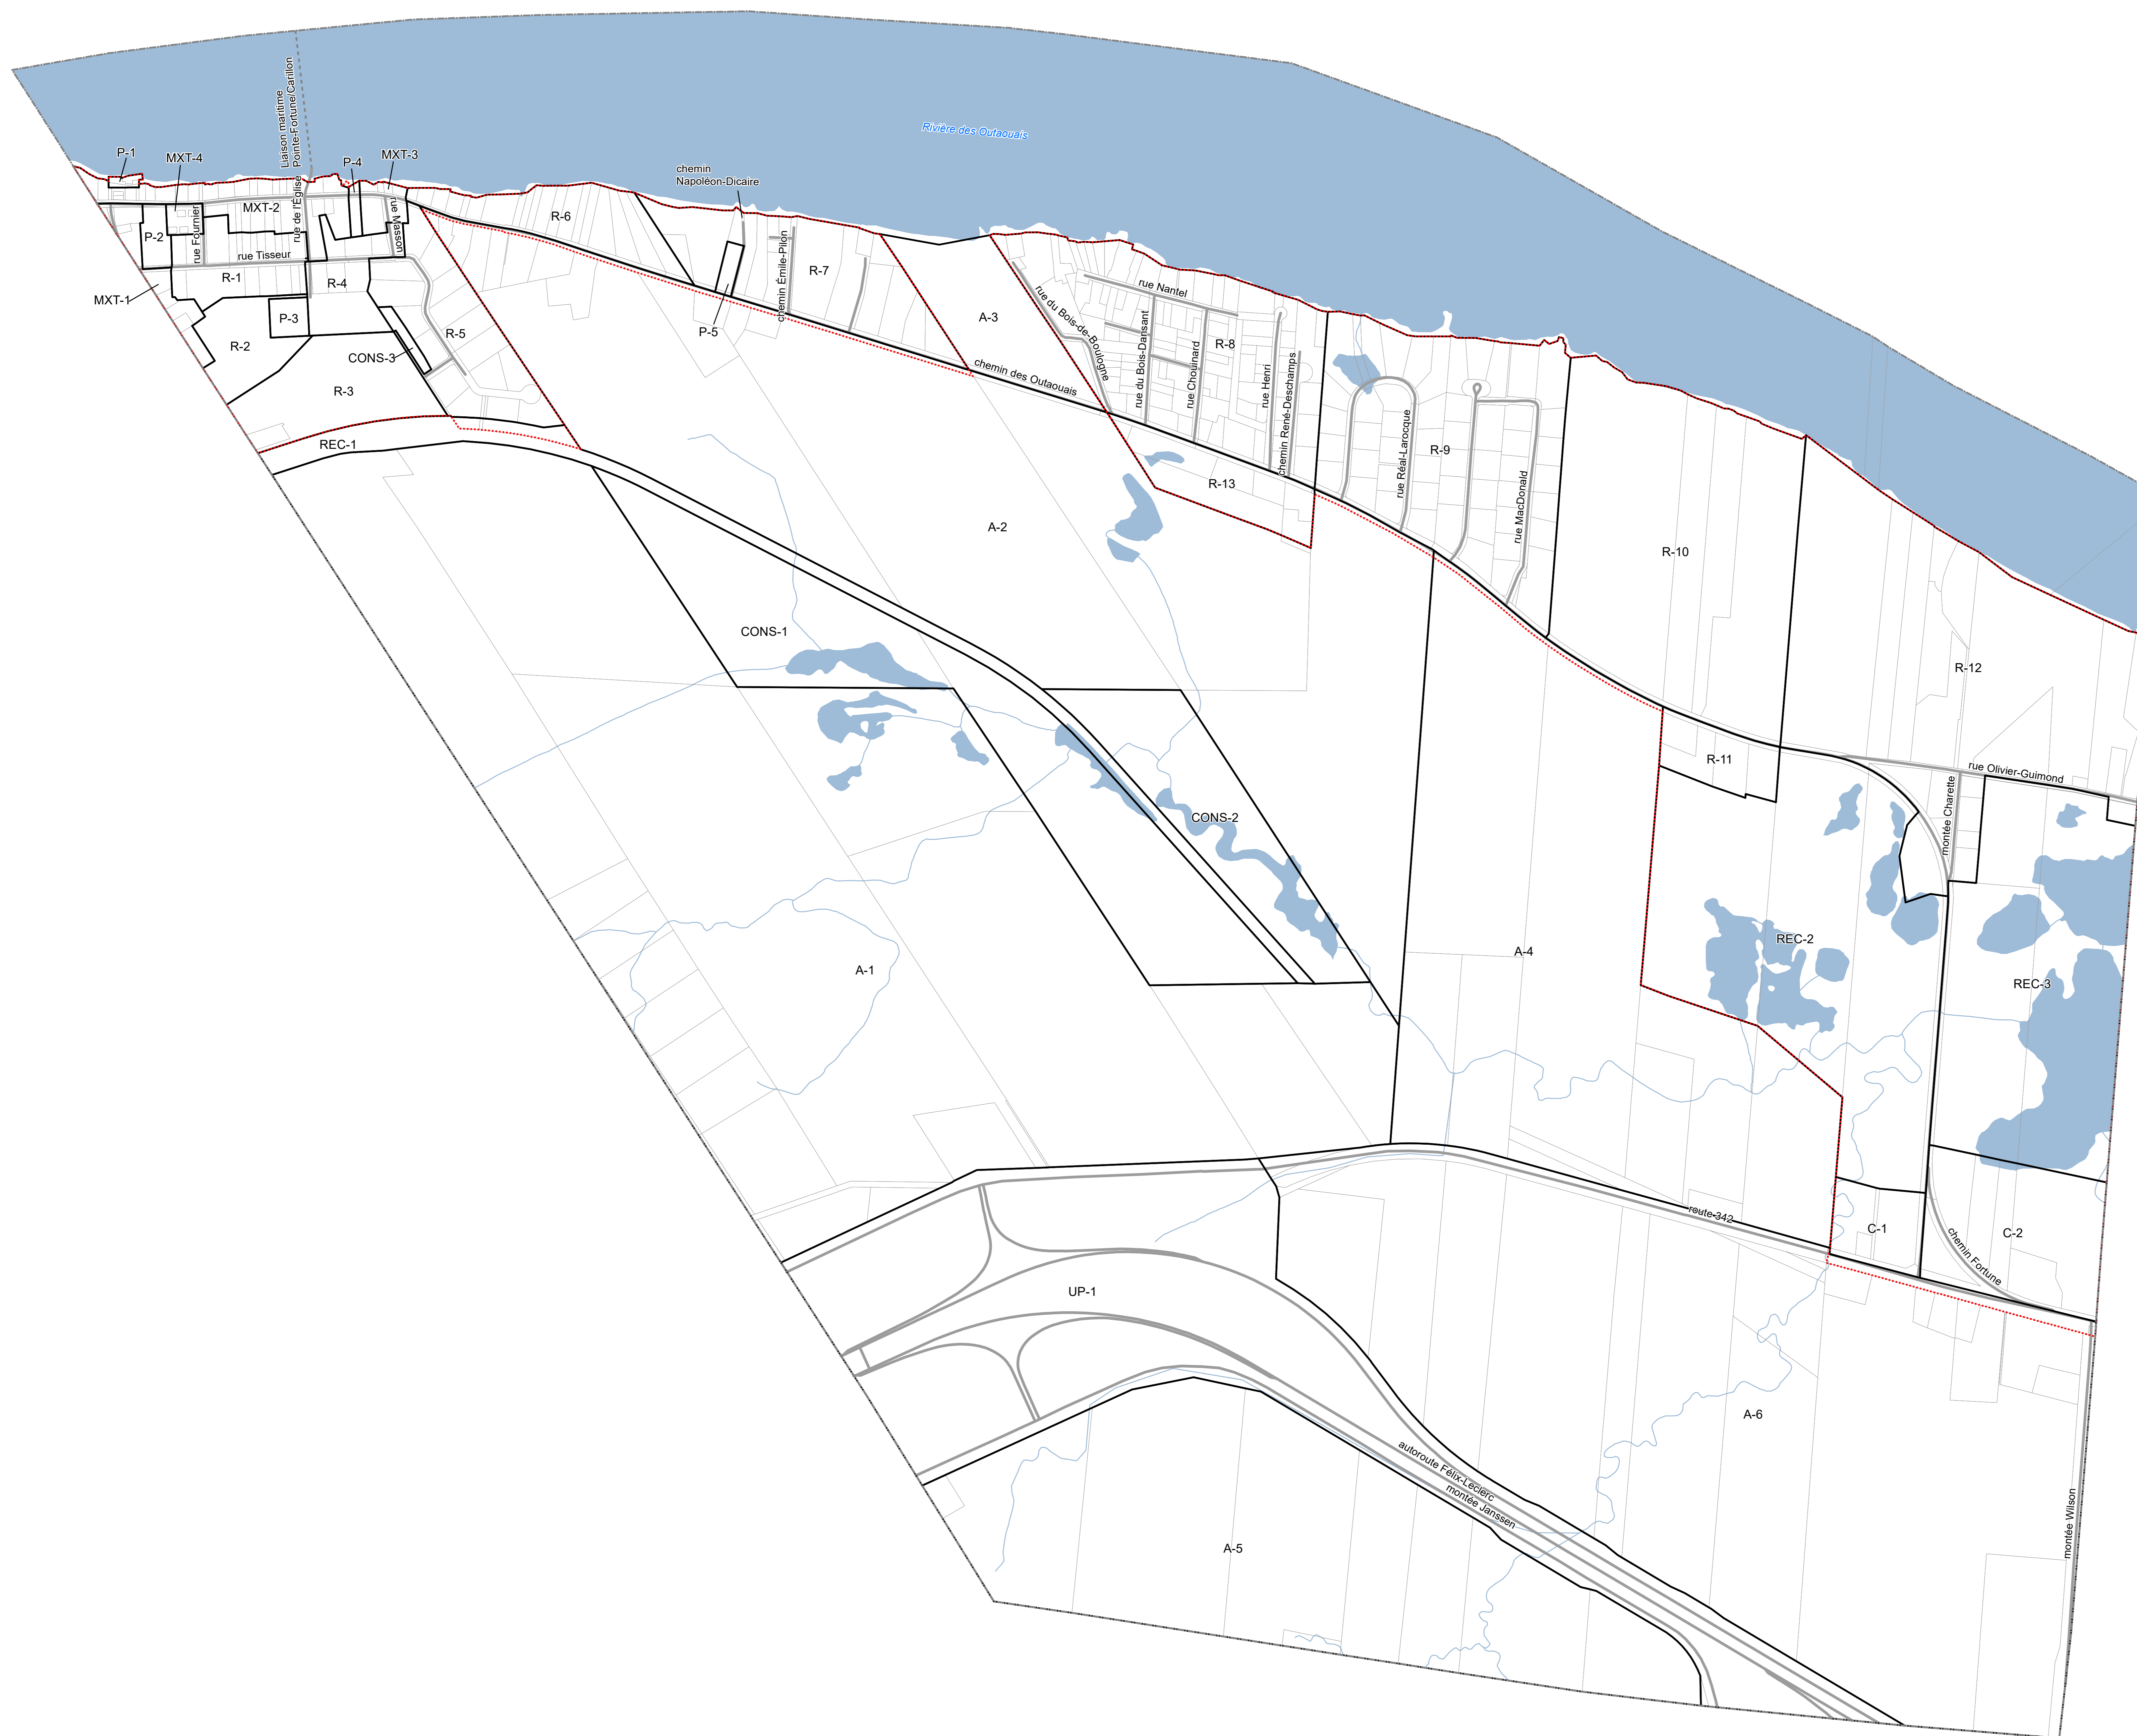 Rivière des Outaouais
Liaison maritime
Pointe-Fortune/Carillon
P-1
MXT-4
P-4
MXT-3
chemin
Napoléon-Dicaire
MXT-2
rue de l'Église
rue Masson
R-6
P-2
rue Fournier
rue Tisseur
R-1
R-4
MXT-1
P-3
R-2
R-5
CONS-3
R-3
REC-1
chemin Émile-Pilon
R-7
P-5
A-3
rue du Bois-de-Boulogne
rue Nantel
rue du Bois-Dansant
rue Chouinard
R-8
rue Henri
chemin René-Deschamps
chemin des Outaouais
rue Réal-Larocque
R-9
rue MacDonald
R-13
A-2
R-10
CONS-1
R-12
R-11
rue Olivier-Guimond
montée Charette
CONS-2
REC-2
A-4
REC-3
A-1
route 342
C-1
C-2
chemin Fortune
UP-1
A-6
autoroute Félix-Leclerc
montée Janssen
A-5
montée Wilson